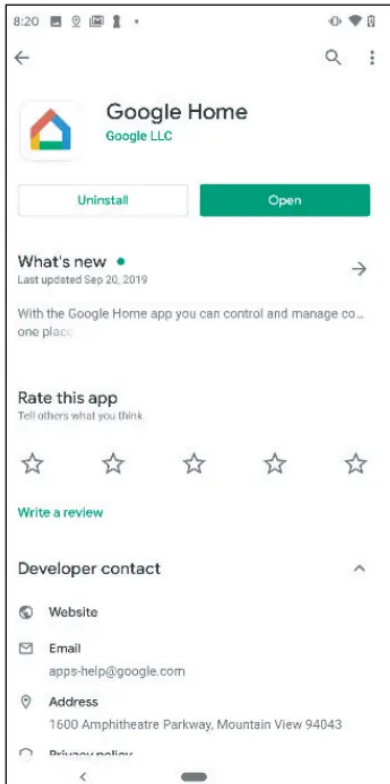 8:20
Google Home
Google LLC
Uninstall
Open
What's new
Last updated Sep 20, 2019
With the Google Home app you can control and manage co...
one place
Rate this app
Tell others what you think.
Write a review
Developer contact
Website
Email
apps-help@google.com
Address
1600 Amphitheatre Parkway, Mountain View 94043
Privacy policy